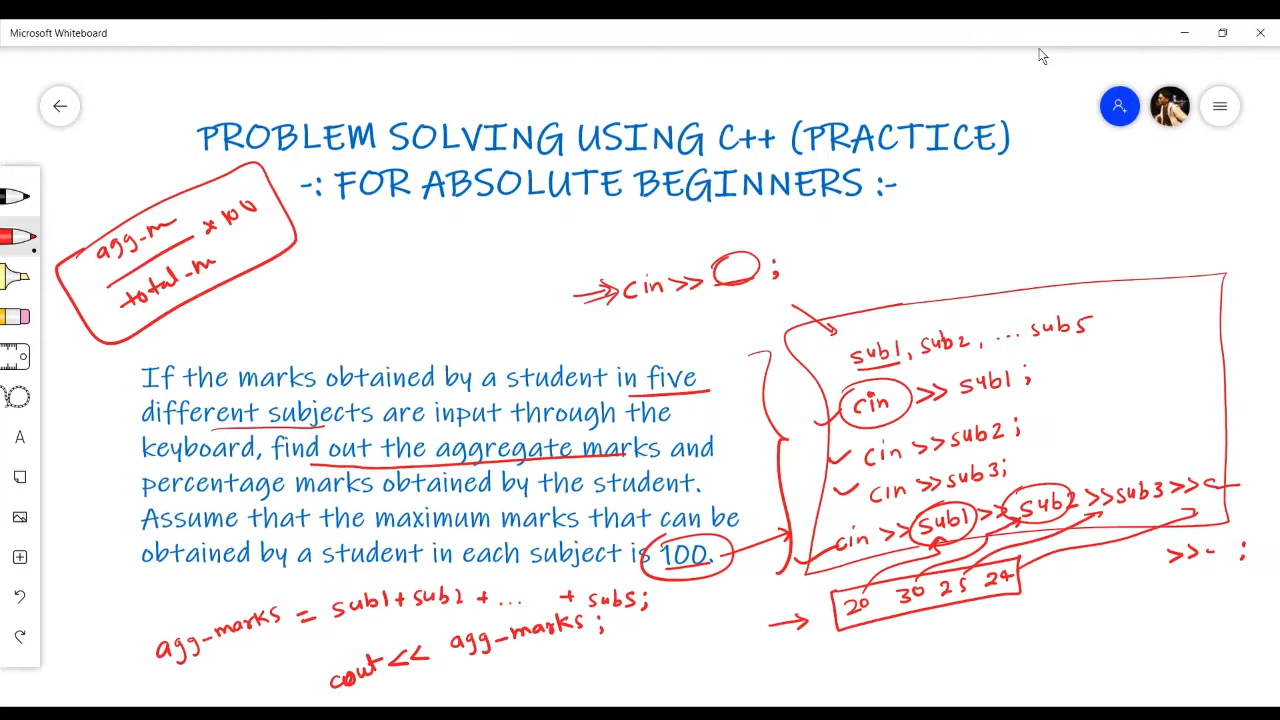 Microsoft Whiteboard
PROBLEM SOLVING USING C++ (PRACTICE)
-: FOR ABSOLUTE BEGINNERS :-
agg-m
total-m
x 100
cin >> ;
If the marks obtained by a student in five
different subjects are input through the
keyboard, find out the aggregate marks and
percentage marks obtained by the student.
Assume that the maximum marks that can be
obtained by a student in each subject is 100.
sub1, sub2, ... sub5
cin >> sub1;
cin >> sub2;
cin >> sub3;
cin >> sub1 >> sub2 >> sub3 >>
>>- ;
20 30 25 24
agg-marks = sub1 + sub2 + ... + sub5;
cout << agg-marks;
A